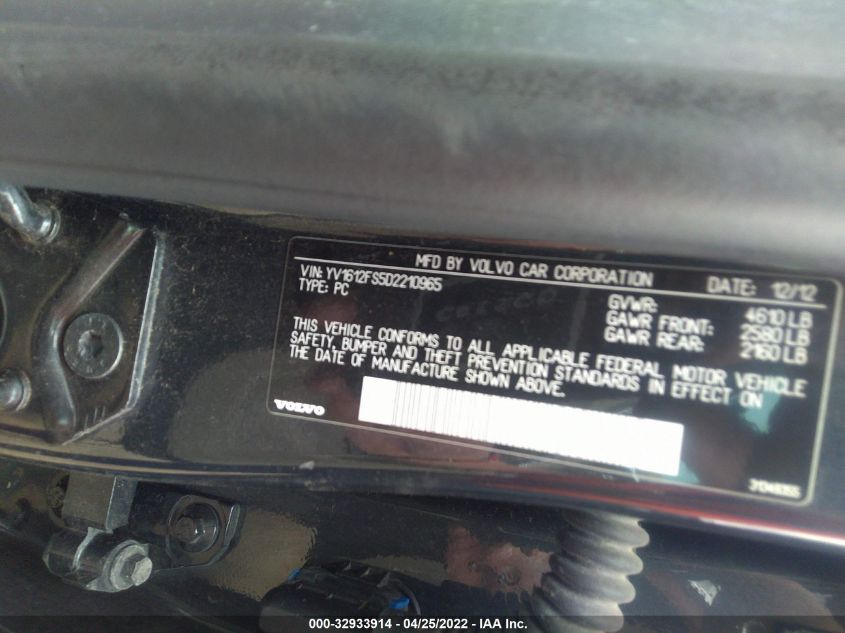 MFD BY VOLVO CAR CORPORATION DATE: 12/12
VIN: YV1612FS5D2210965
TYPE: PC
GVWR: 4610 LB
GAWR FRONT: 2580 LB
GAWR REAR: 2160 LB
THIS VEHICLE CONFORMS TO ALL APPLICABLE FEDERAL MOTOR VEHICLE
SAFETY, BUMPER AND THEFT PREVENTION STANDARDS IN EFFECT ON
THE DATE OF MANUFACTURE SHOWN ABOVE.
VOLVO
000-32933914 - 04/25/2022 - IAA Inc.